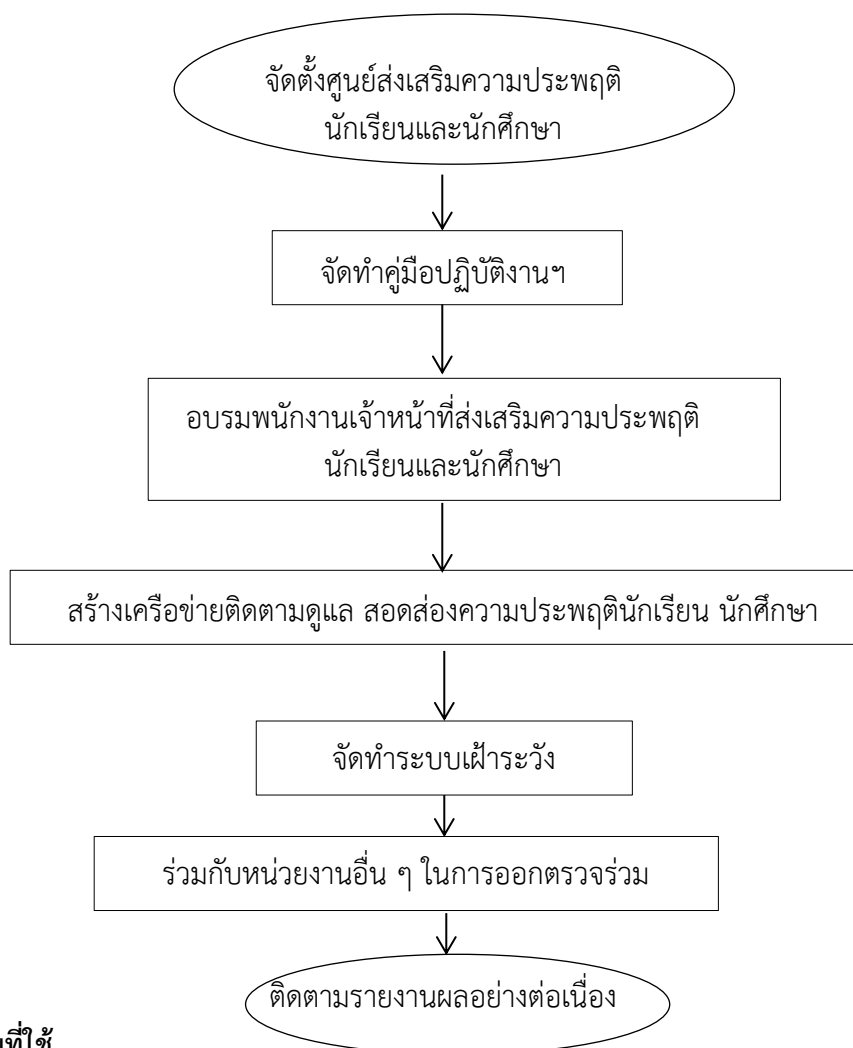 จัดตั้งศูนย์ส่งเสริมความประพฤติ
นักเรียนและนักศึกษา
จัดทำคู่มือปฏิบัติงานฯ
อบรมพนักงานเจ้าหน้าที่ส่งเสริมความประพฤติ
นักเรียนและนักศึกษา
สร้างเครือข่ายติดตามดูแล สอดส่องความประพฤตินักเรียน นักศึกษา
จัดทำระบบเฝ้าระวัง
ร่วมกับหน่วยงานอื่น ๆ ในการออกตรวจร่วม
ติดตามรายงานผลอย่างต่อเนื่อง
ที่ใช้